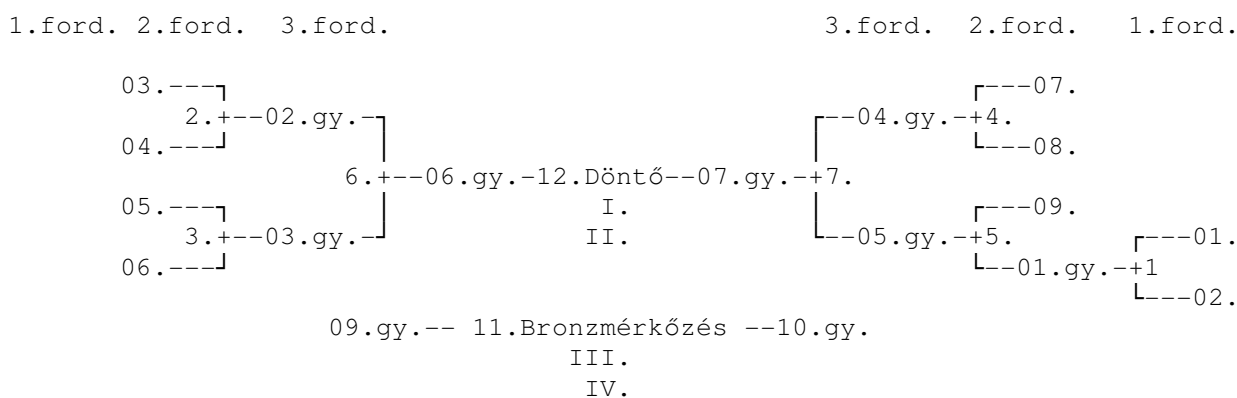 1.ford. 2.ford. 3.ford. 3.ford. 2.ford. 1.ford.
03.---┐ ┌---07.
2.+--02.gy.-┐ ┌--04.gy.-+4.
04.---┘ │ │ └---08.
6.+--06.gy.-12.Döntő--07.gy.-+7.
05.---┐ │ I. │ ┌---09.
3.+--03.gy.-┘ II. └--05.gy.-+5. ┌---01.
06.---┘ └--01.gy.-+1
└---02.
09.gy.-- 11.Bronzmérkőzés --10.gy.
III.
IV.